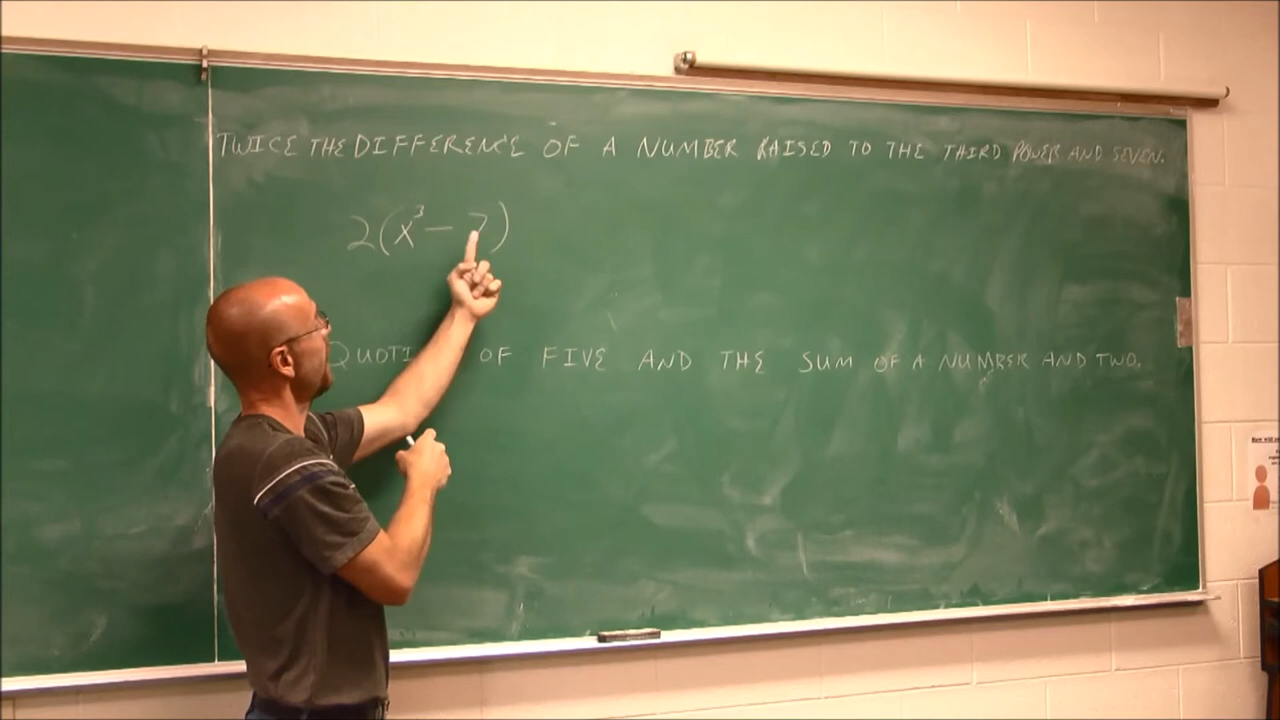 TWICE THE DIFFERENCE OF A NUMBER RAISED TO THE THIRD POWER AND SEVEN.
2(x³ – 7)
QUOTI OF FIVE AND THE SUM OF A NUMBER AND TWO.